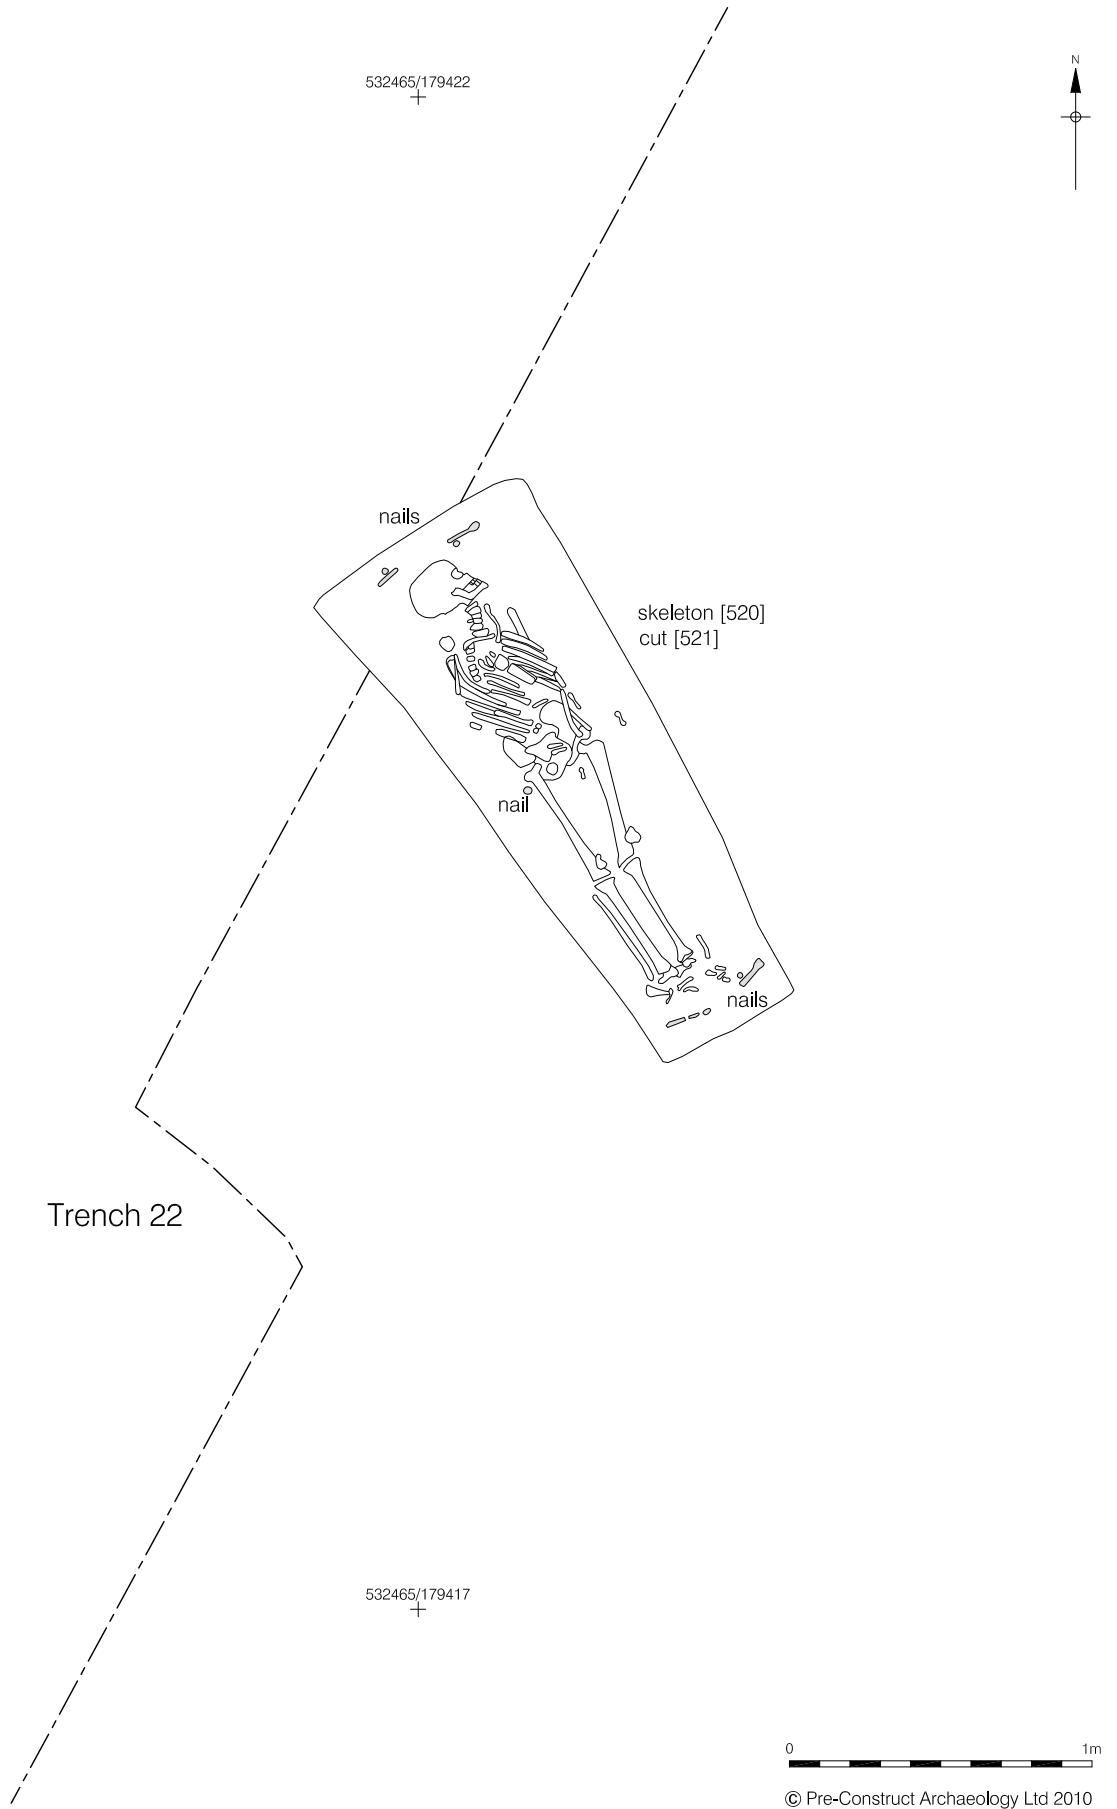 532465/179422
N
nails
skeleton [520]
cut [521]
nail
nails
Trench 22
532465/179417
0 1m
© Pre-Construct Archaeology Ltd 2010